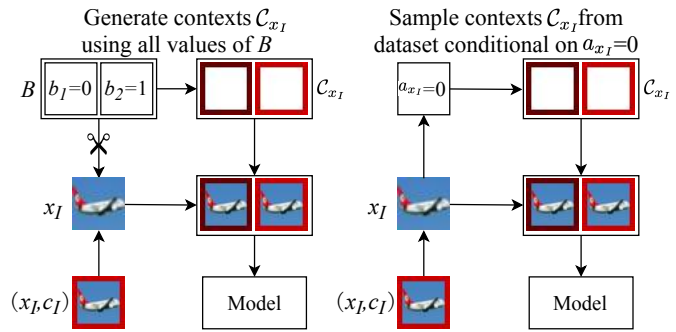 Generate contexts 𝒞_{x_I}
using all values of B
B
b_1=0
b_2=1
𝒞_{x_I}
x_I
(x_I,c_I)
Model
Sample contexts 𝒞_{x_I} from
dataset conditional on a_{x_I}=0
a_{x_I}=0
𝒞_{x_I}
x_I
(x_I,c_I)
Model